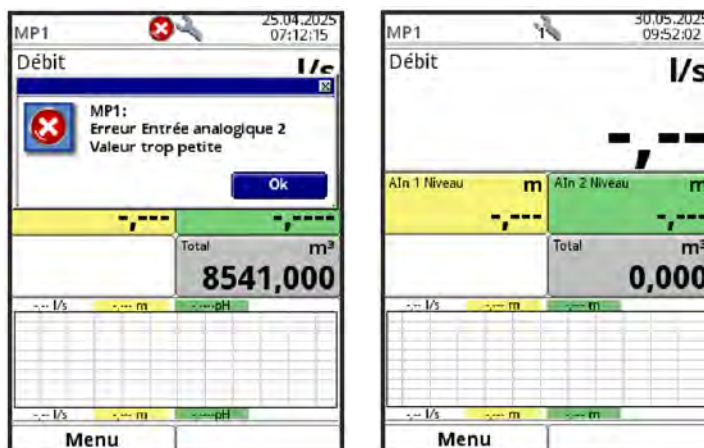 MP1
25.04.2025
07:12:15
Débit
l/s
MP1:
Erreur Entrée analogique 2
Valeur trop petite
Ok
-,---
-,----
Total
m³
8541,000
-,-- l/s
-,--- m
-,----pH
-,-- l/s
-,--- m
-,----pH
Menu
MP1
1
30.05.2025
09:52:02
Débit
l/s
-,--
AIn 1 Niveau
m
AIn 2 Niveau
m
-,---
-,---
Total
m³
0,000
-,-- l/s
-,--- m
-,--- m
-,-- l/s
-,--- m
-,--- m
Menu